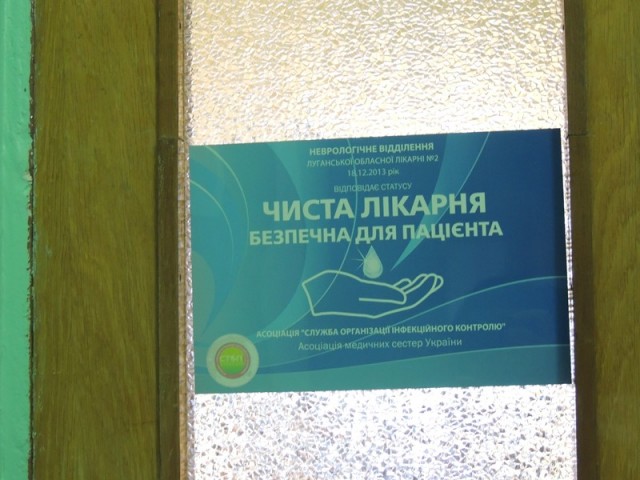 НЕВРОЛОГІЧНЕ ВІДДІЛЕННЯ
ЛУГАНСЬКОЇ ОБЛАСНОЇ ЛІКАРНІ №2
18.12.2013 рік
ВІДПОВІДАЄ СТАТУСУ
ЧИСТА ЛІКАРНЯ
БЕЗПЕЧНА ДЛЯ ПАЦІЄНТА
АСОЦІАЦІЯ "СЛУЖБА ОРГАНІЗАЦІЇ ІНФЕКЦІЙНОГО КОНТРОЛЮ"
Асоціація медичних сестер України